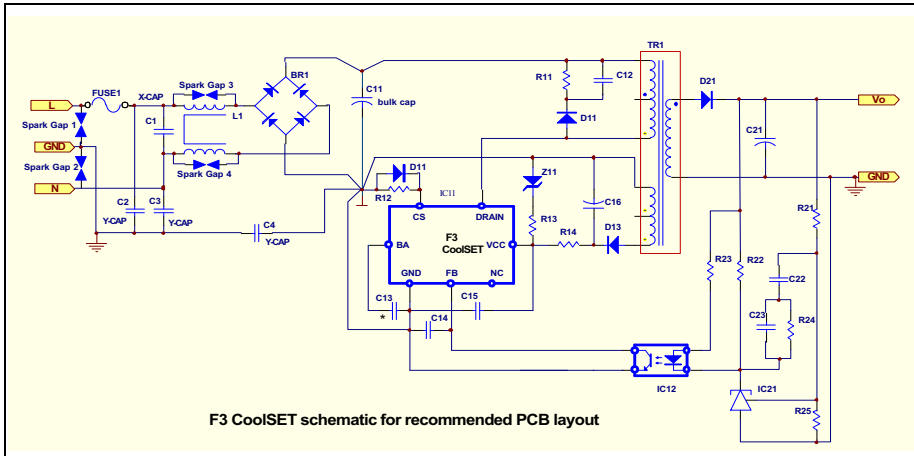 TR1
BR1
Spark Gap 3
FUSE1
X-CAP
C11
bulk cap
R11
C12
D21
L
L1
Vo
D11
Spark Gap 1
C1
C21
GND
Spark Gap 2
Spark Gap 4
D11
Z11
GND
N
R12
IC11
C16
R21
C2
C3
CS
DRAIN
R13
Y-CAP
Y-CAP
C4
Y-CAP
F3
CoolSET
BA
VCC
R14
D13
R23
R22
GND
FB
NC
C22
C13
*
C15
C14
C23
R24
IC12
IC21
R25
F3 CoolSET schematic for recommended PCB layout